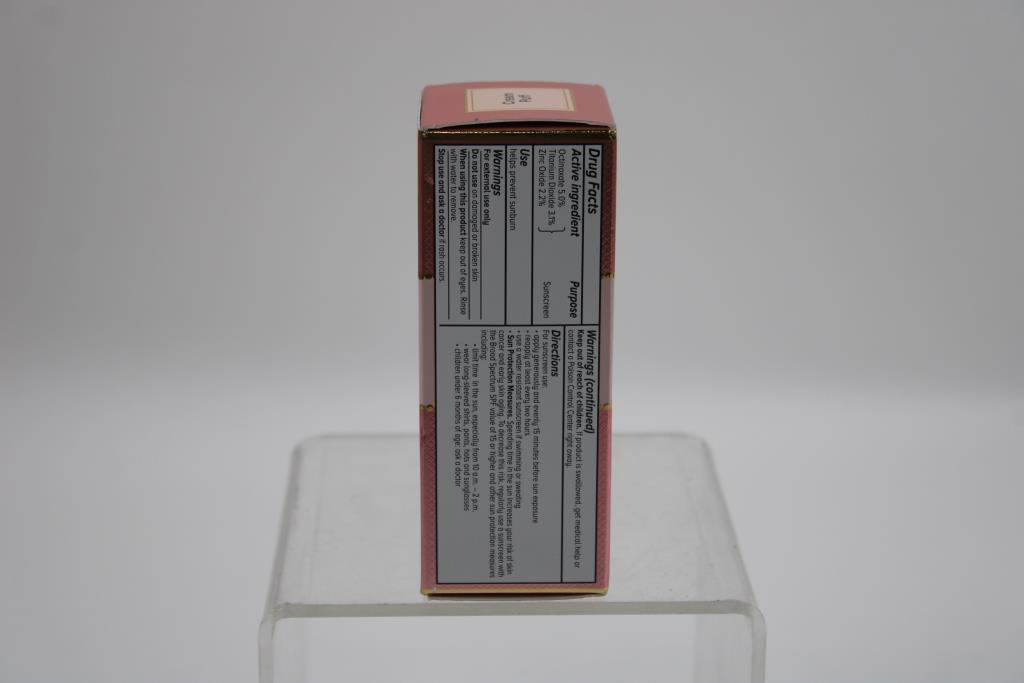 Cream
Puff
Drug Facts
Active ingredient Purpose
Octinoxate 5.0%
Titanium Dioxide 3.1% } Sunscreen
Zinc Oxide 2.2%
Use
helps prevent sunburn
Warnings
For external use only
Do not use on damaged or broken skin
When using this product keep out of eyes. Rinse
with water to remove.
Stop use and ask a doctor if rash occurs.
Warnings (continued)
Keep out of reach of children. If product is swallowed, get medical help or
contact a Poison Control Center right away.
Directions
For sunscreen use:
• apply generously and evenly 15 minutes before sun exposure
• reapply at least every two hours
• use a water resistant sunscreen if swimming or sweating
• Sun Protection Measures. Spending time in the sun increases your risk of skin
cancer and early skin aging. To decrease this risk, regularly use a sunscreen with
the Broad Spectrum SPF value of 15 or higher and other sun protection measures
including:
• limit time in the sun, especially from 10 a.m. – 2 p.m.
• wear long-sleeved shirts, pants, hats and sunglasses
• children under 6 months of age: ask a doctor